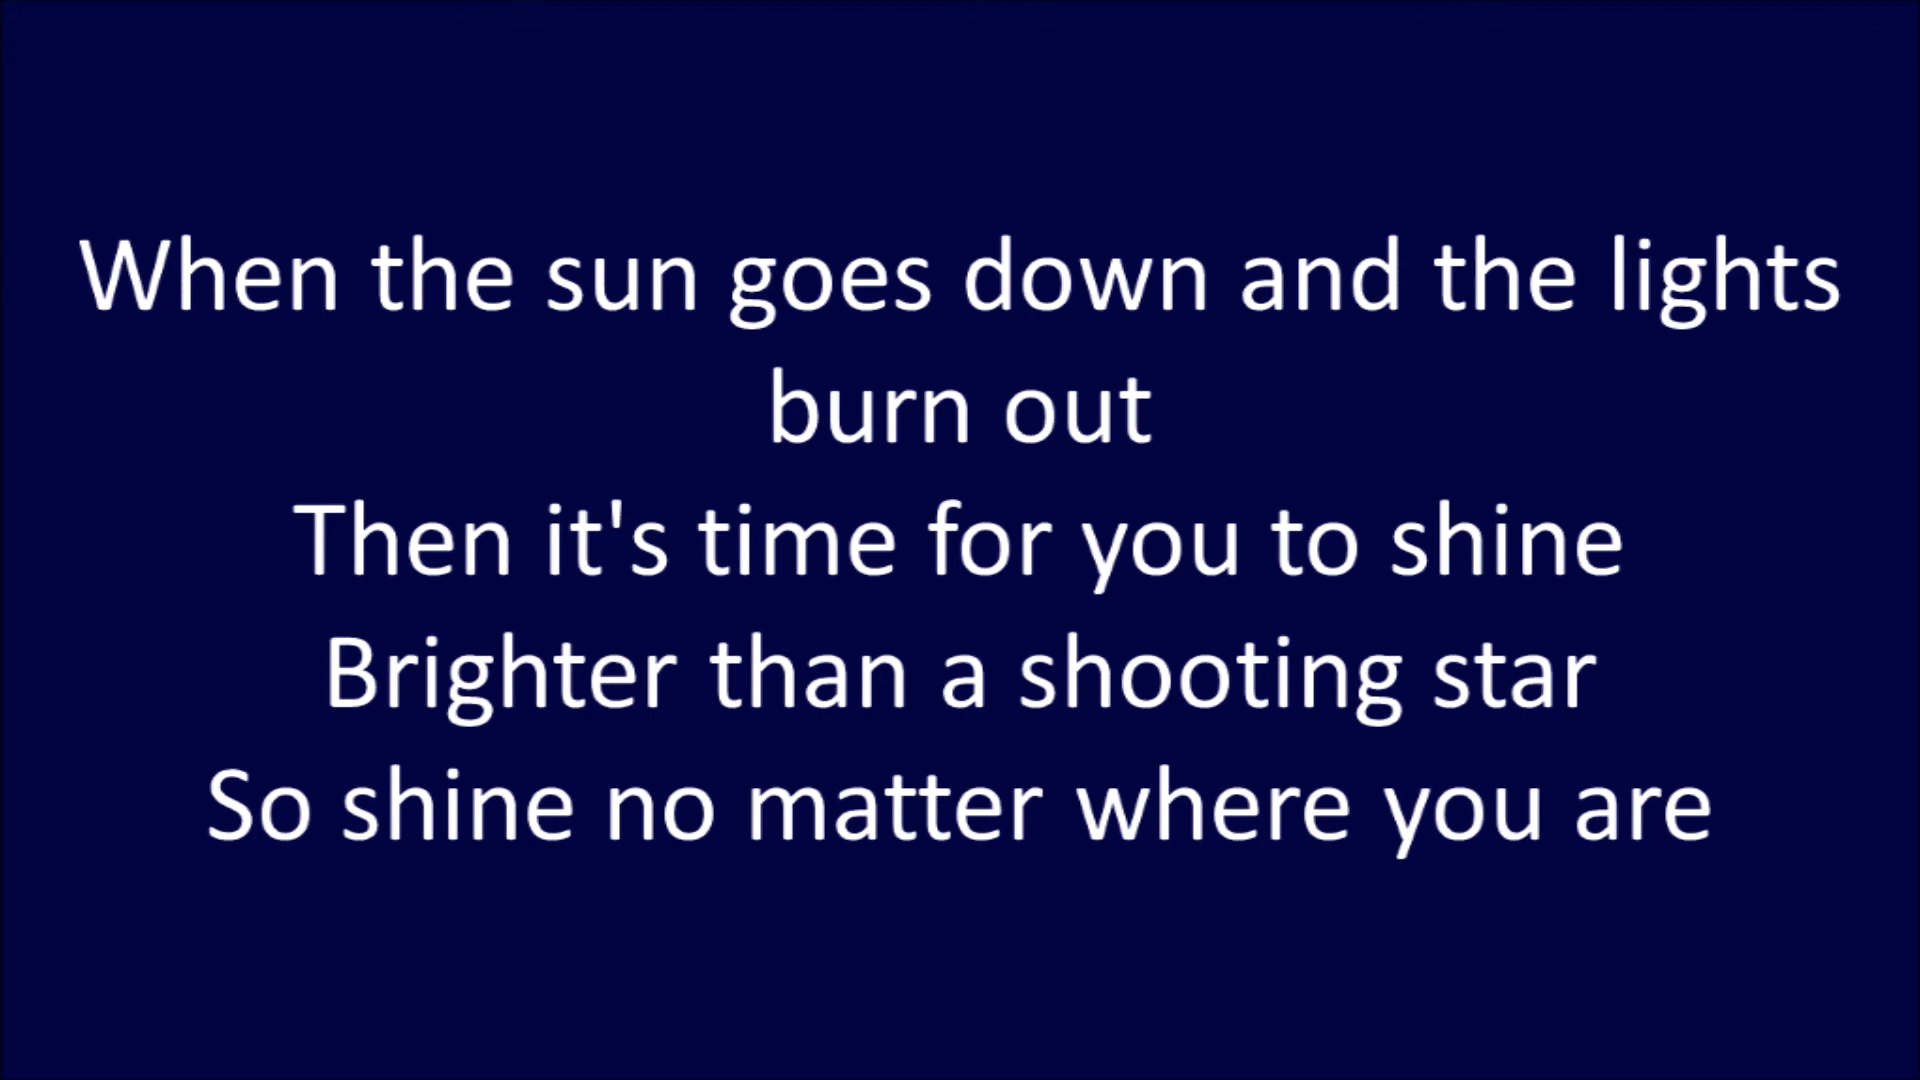 When the sun goes down and the lights
burn out
Then it's time for you to shine
Brighter than a shooting star
So shine no matter where you are